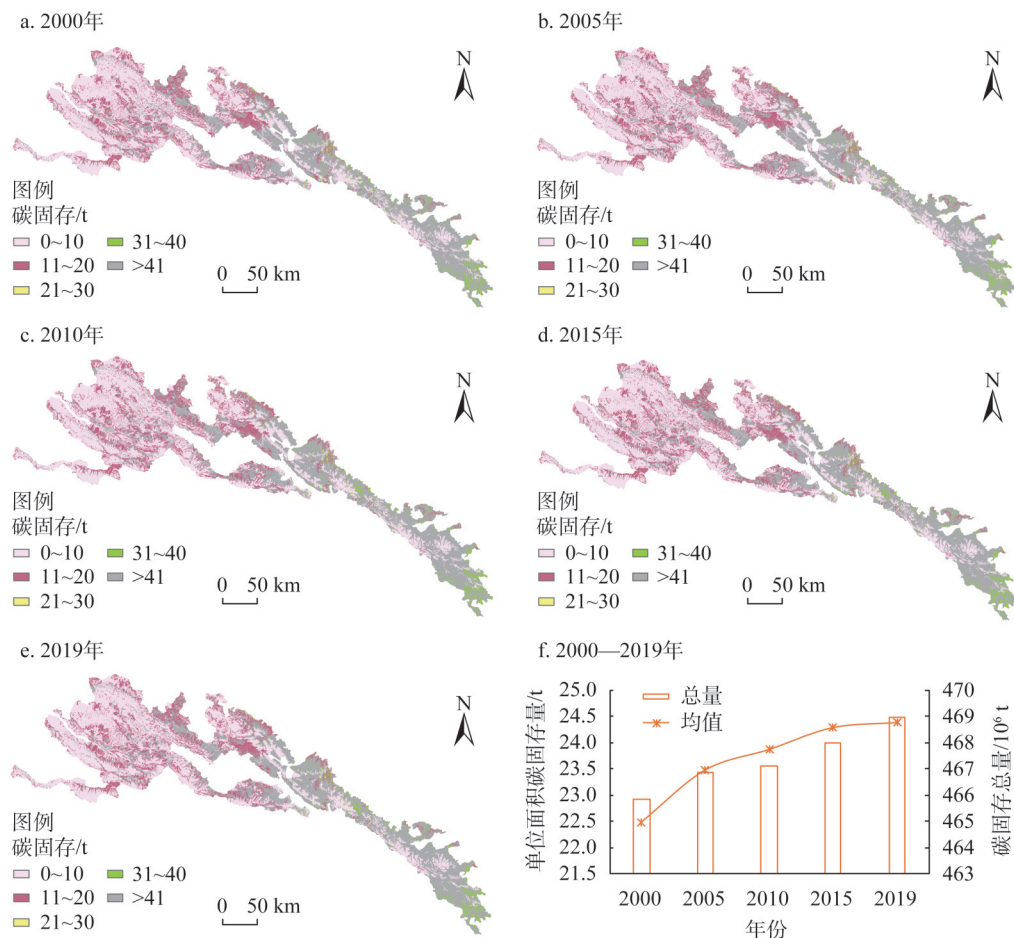 a. 2000年
N
图例
碳固存/t
0~10 31~40
11~20 >41
21~30
0 50 km
b. 2005年
N
图例
碳固存/t
0~10 31~40
11~20 >41
21~30
0 50 km
c. 2010年
N
图例
碳固存/t
0~10 31~40
11~20 >41
21~30
0 50 km
d. 2015年
N
图例
碳固存/t
0~10 31~40
11~20 >41
21~30
0 50 km
e. 2019年
N
图例
碳固存/t
0~10 31~40
11~20 >41
21~30
0 50 km
f. 2000—2019年
单位面积碳固存量/t
25.0
24.5
24.0
23.5
23.0
22.5
22.0
21.5
总量
均值
470
469
468
467
466
465
464
463
碳固存总量/10⁶ t
2000 2005 2010 2015 2019
年份